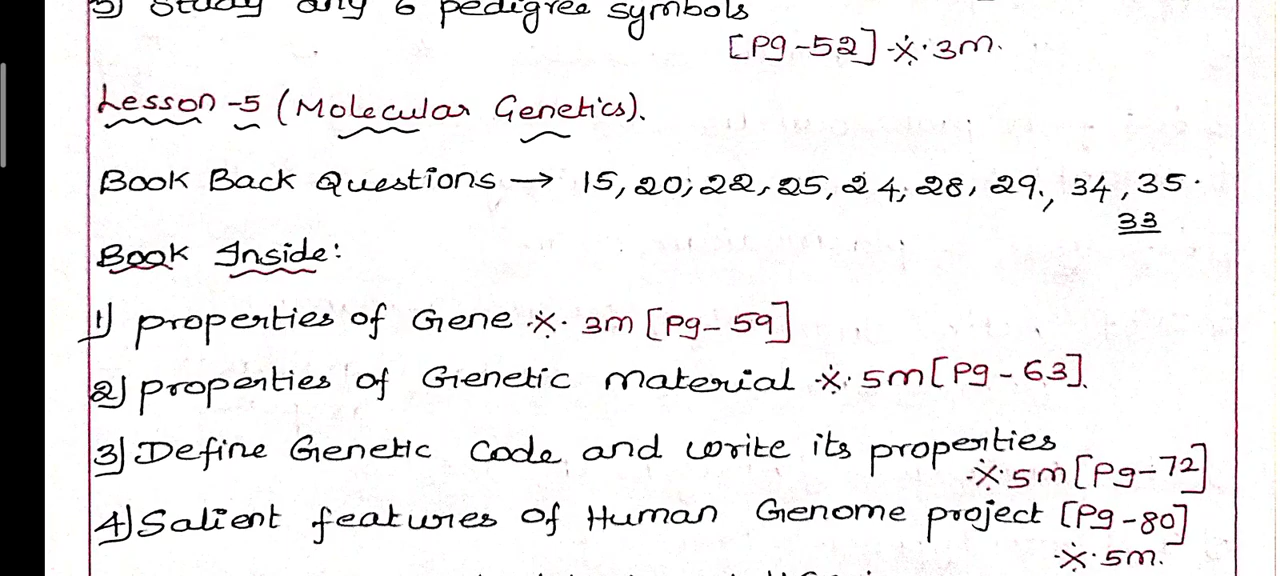 5) Study any 6 pedigree symbols
[Pg-52] ※ 3m.
Lesson-5 (Molecular Genetics).
Book Back Questions → 15, 20, 22, 25, 24, 28, 29, 34, 35.
33
Book Inside:
1) properties of Gene ※ 3m [Pg-59]
2) properties of Genetic material ※ 5m [Pg-63].
3) Define Genetic Code and write its properties
※ 5m [Pg-72]
4) Salient features of Human Genome project [Pg-80]
※ 5m.